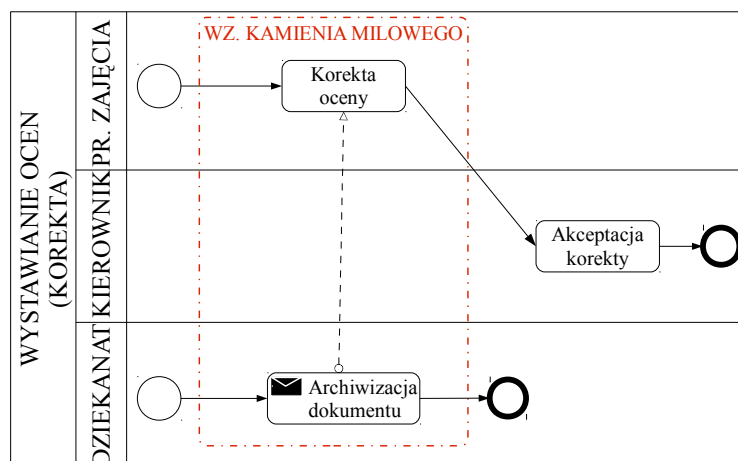 WYSTAWIANIE OCEN
(KOREKTA)
PR. ZAJĘCIA
KIEROWNIK
DZIEKANAT
WZ. KAMIENIA MILOWEGO
Korekta
oceny
Akceptacja
korekty
Archiwizacja
dokumentu